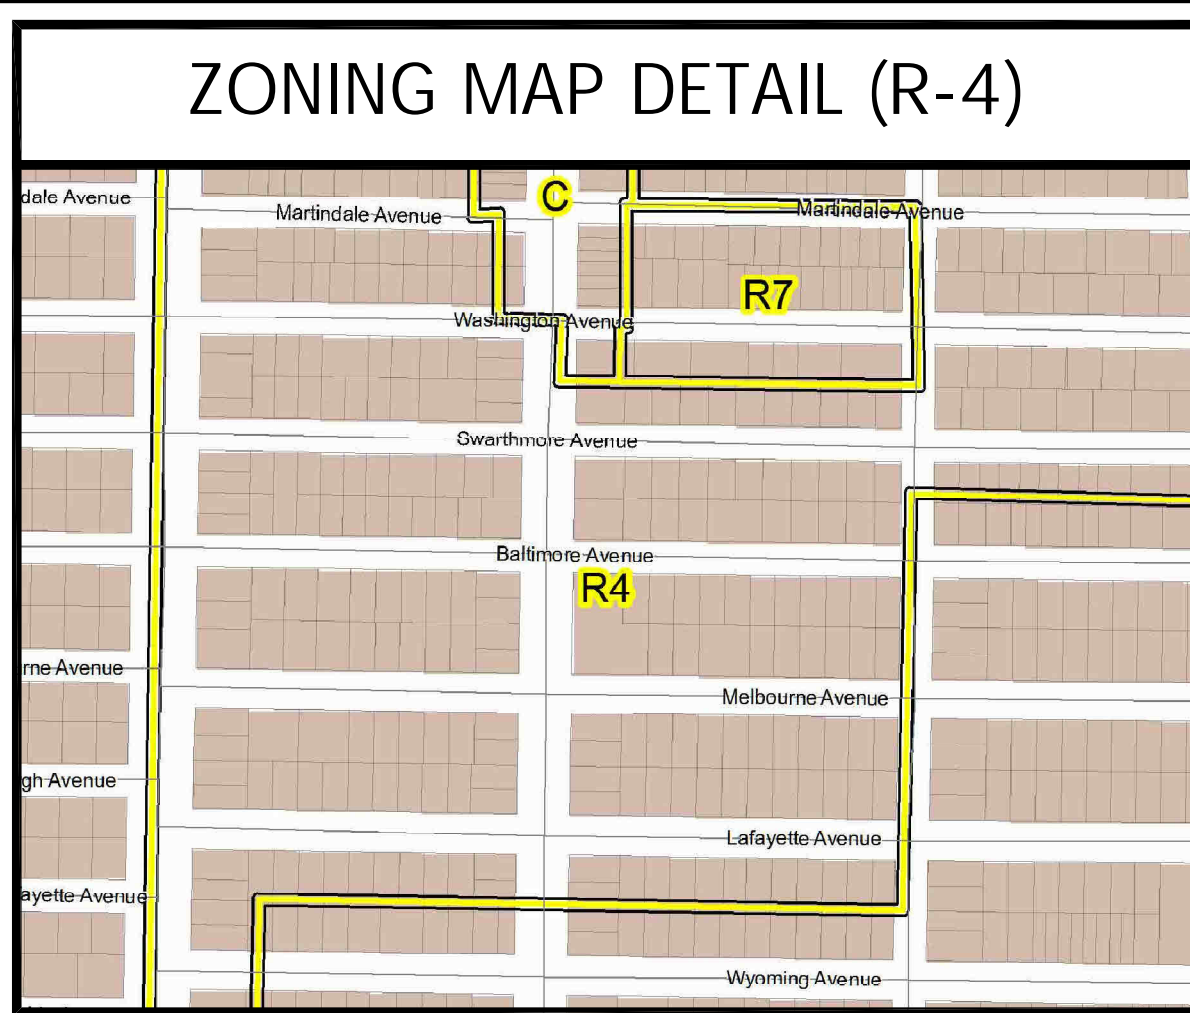 ZONING MAP DETAIL (R-4)
C
dale Avenue
Martindale Avenue
Martindale Avenue
R7
Washington Avenue
Swarthmore Avenue
Baltimore Avenue
R4
rne Avenue
Melbourne Avenue
gh Avenue
Lafayette Avenue
ayette Avenue
Wyoming Avenue